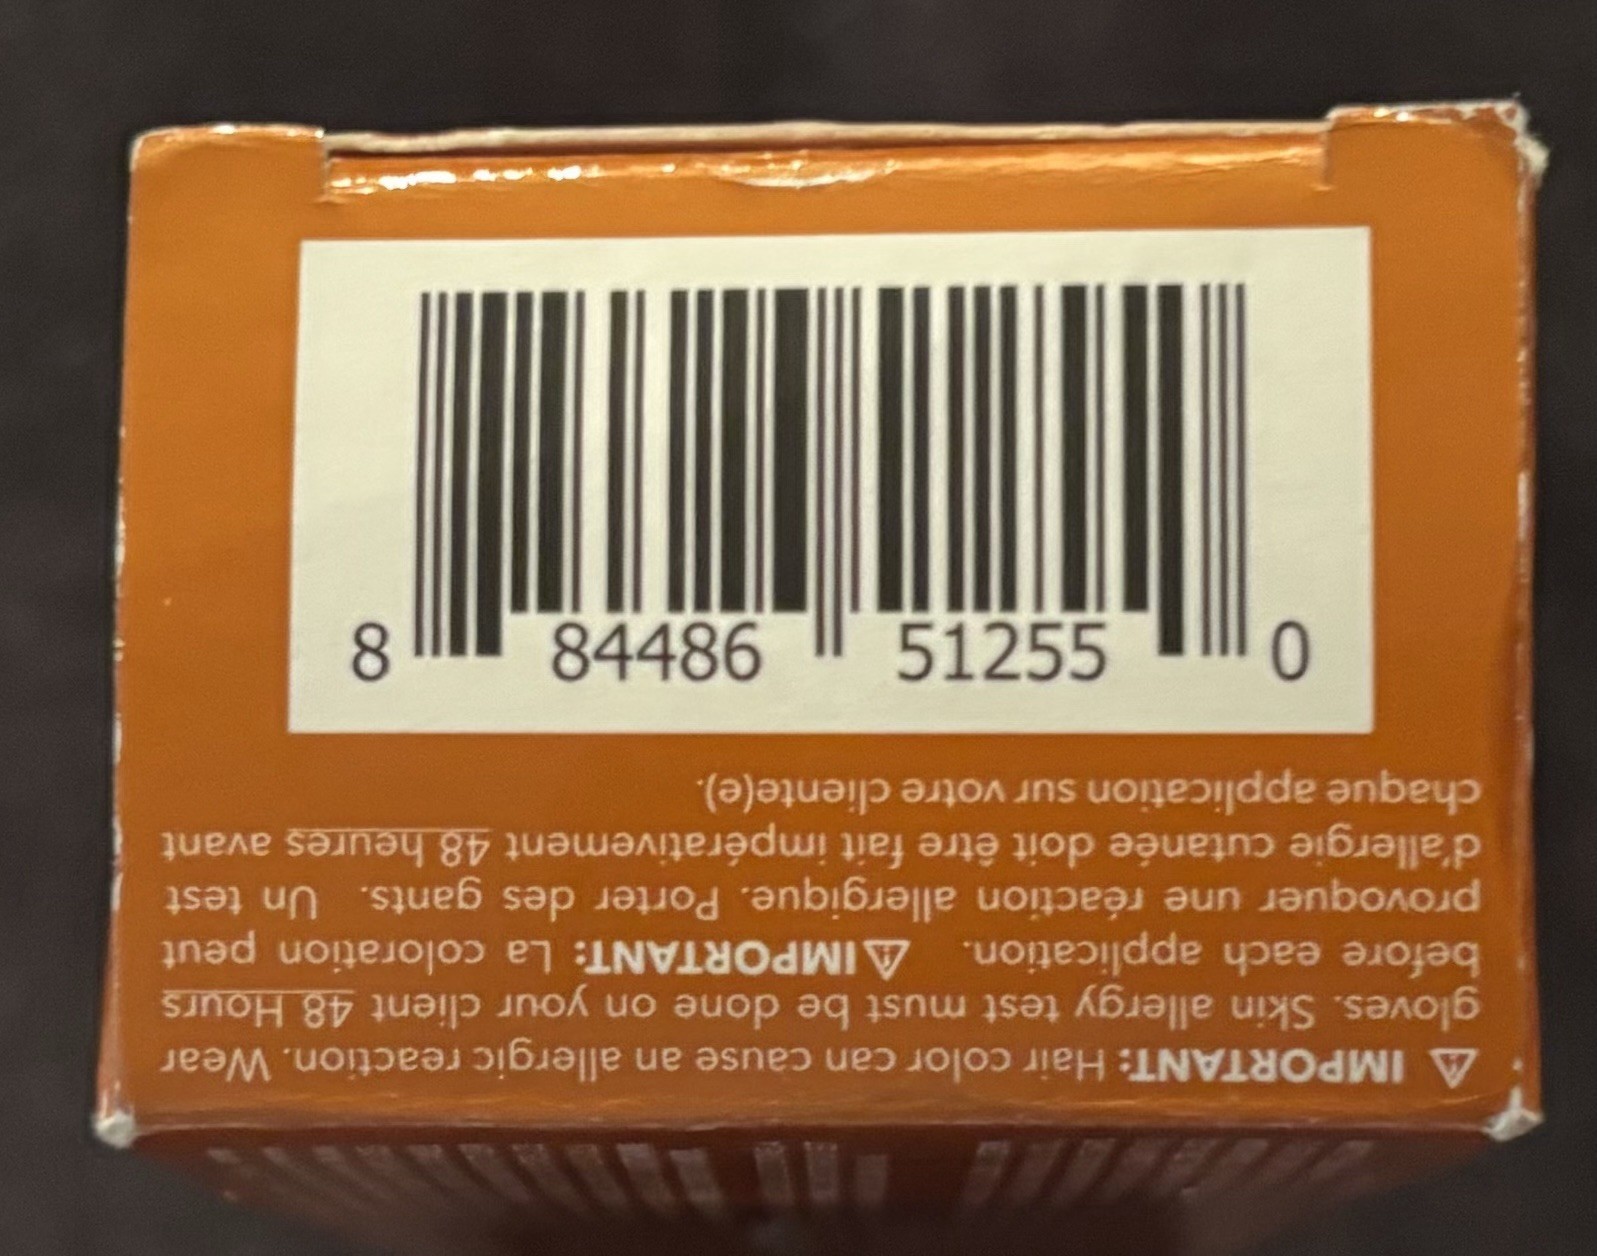 8 84486 51255 0
⚠ IMPORTANT: Hair color can cause an allergic reaction. Wear
gloves. Skin allergy test must be done on your client 48 Hours
before each application. ⚠ IMPORTANT: La coloration peut
provoquer une réaction allergique. Porter des gants. Un test
d'allergie cutanée doit être fait impérativement 48 heures avant
chaque application sur votre cliente(e).